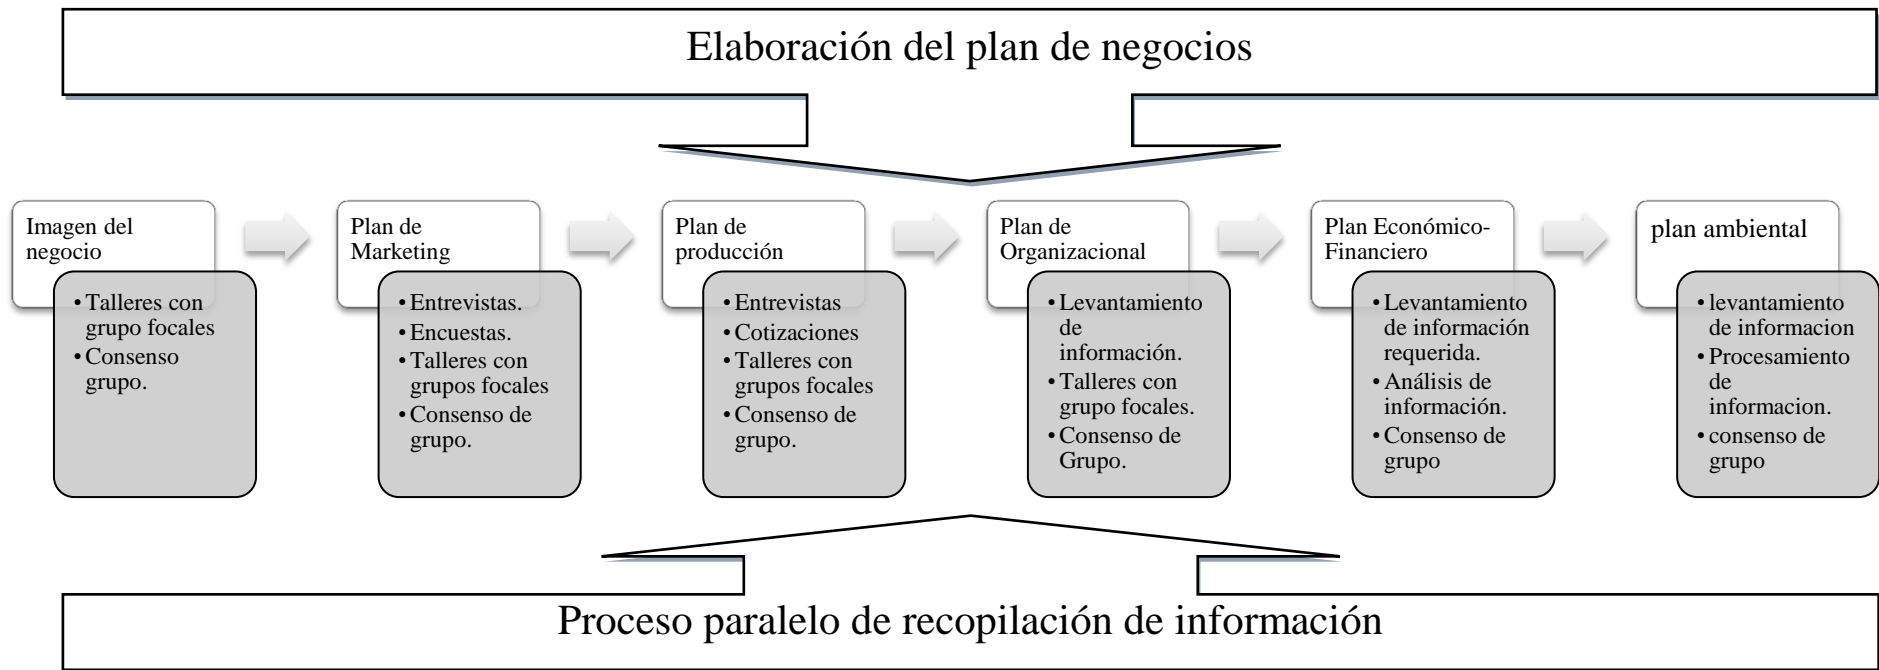 Elaboración del plan de negocios
Imagen del
negocio
• Talleres con
grupo focales
• Consenso
grupo.
Plan de
Marketing
• Entrevistas.
• Encuestas.
• Talleres con
grupos focales
• Consenso de
grupo.
Plan de
producción
• Entrevistas
• Cotizaciones
• Talleres con
grupos focales
• Consenso de
grupo.
Plan de
Organizacional
• Levantamiento
de
información.
• Talleres con
grupo focales.
• Consenso de
Grupo.
Plan Económico-
Financiero
• Levantamiento
de información
requerida.
• Análisis de
información.
• Consenso de
grupo
plan ambiental
• levantamiento
de informacion
• Procesamiento
de
informacion.
• consenso de
grupo
Proceso paralelo de recopilación de información